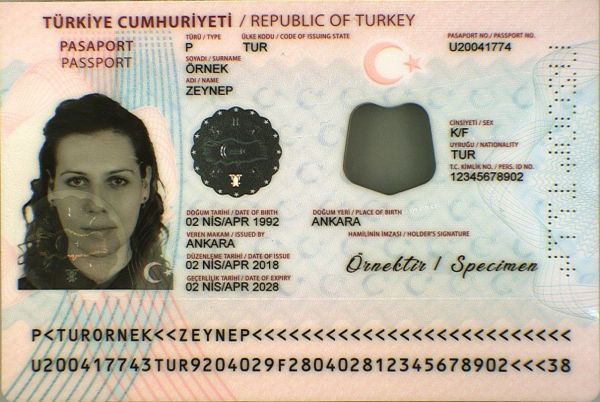 TÜRKİYE CUMHURİYETİ / REPUBLIC OF TURKEY
PASAPORT
PASSPORT
TÜRÜ / TYPE
P
ÜLKE KODU / CODE OF ISSUING STATE
TUR
PASAPORT NO./ PASSPORT NO.
U20041774
SOYADI / SURNAME
ÖRNEK
ADI / NAME
ZEYNEP
CİNSİYETİ / SEX
K/F
UYRUĞU / NATIONALITY
TUR
T.C. KİMLİK NO. / PERS. ID NO.
12345678902
DOĞUM TARİHİ / DATE OF BIRTH
02 NİS/APR 1992
DOĞUM YERİ / PLACE OF BIRTH
ANKARA
VEREN MAKAM / ISSUED BY
ANKARA
HAMİLİNİN İMZASI / HOLDER'S SIGNATURE
Örnektir / Specimen
DÜZENLEME TARİHİ / DATE OF ISSUE
02 NİS/APR 2018
GEÇERLİLİK TARİHİ / DATE OF EXPIRY
02 NİS/APR 2028
P<TURORNEK<<ZEYNEP<<<<<<<<<<<<<<<<<<<<<<<<<<
U200417743TUR9204029F28040281234567890​2<<<38